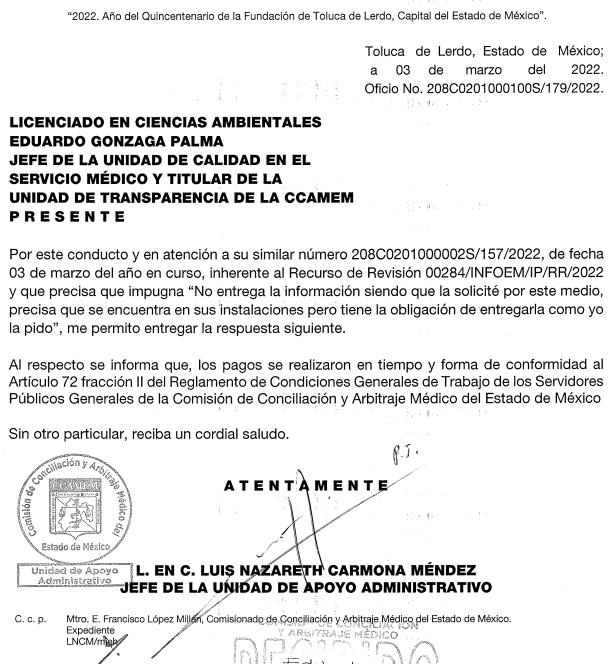 "2022. Año del Quincentenario de la Fundación de Toluca de Lerdo, Capital del Estado de México".
Toluca de Lerdo, Estado de México;
a 03 de marzo del 2022.
Oficio No. 208C0201000100S/179/2022.
LICENCIADO EN CIENCIAS AMBIENTALES
EDUARDO GONZAGA PALMA
JEFE DE LA UNIDAD DE CALIDAD EN EL
SERVICIO MÉDICO Y TITULAR DE LA
UNIDAD DE TRANSPARENCIA DE LA CCAMEM
P R E S E N T E
Por este conducto y en atención a su similar número 208C0201000002S/157/2022, de fecha
03 de marzo del año en curso, inherente al Recurso de Revisión 00284/INFOEM/IP/RR/2022
y que precisa que impugna "No entrega la información siendo que la solicité por este medio,
precisa que se encuentra en sus instalaciones pero tiene la obligación de entregarla como yo
la pido", me permito entregar la respuesta siguiente.
Al respecto se informa que, los pagos se realizaron en tiempo y forma de conformidad al
Artículo 72 fracción II del Reglamento de Condiciones Generales de Trabajo de los Servidores
Públicos Generales de la Comisión de Conciliación y Arbitraje Médico del Estado de México
Sin otro particular, reciba un cordial saludo.
P.J.
A T E N T A M E N T E
Comisión de Conciliación y Arbitraje Médico del
CCAMEM
Estado de México
Unidad de Apoyo
Administrativo
L. EN C. LUIS NAZARETH CARMONA MÉNDEZ
JEFE DE LA UNIDAD DE APOYO ADMINISTRATIVO
C. c. p. Mtro. E. Francisco López Millán, Comisionado de Conciliación y Arbitraje Médico del Estado de México.
Expediente
LNCM/
DE CONCILIACIÓN
Y ARBITRAJE MÉDICO
RECIBIDO